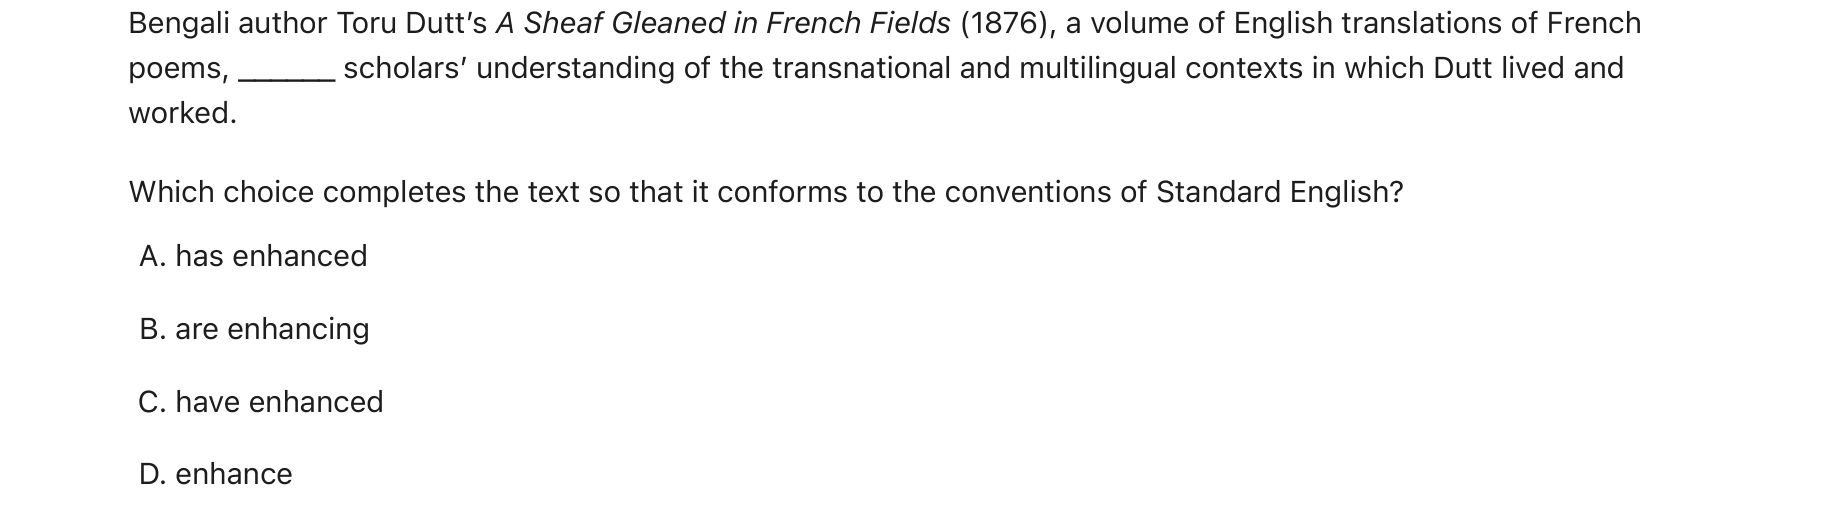 Bengali author Toru Dutt’s A Sheaf Gleaned in French Fields (1876), a volume of English translations of French
poems, ______ scholars’ understanding of the transnational and multilingual contexts in which Dutt lived and
worked.
Which choice completes the text so that it conforms to the conventions of Standard English?
A. has enhanced
B. are enhancing
C. have enhanced
D. enhance